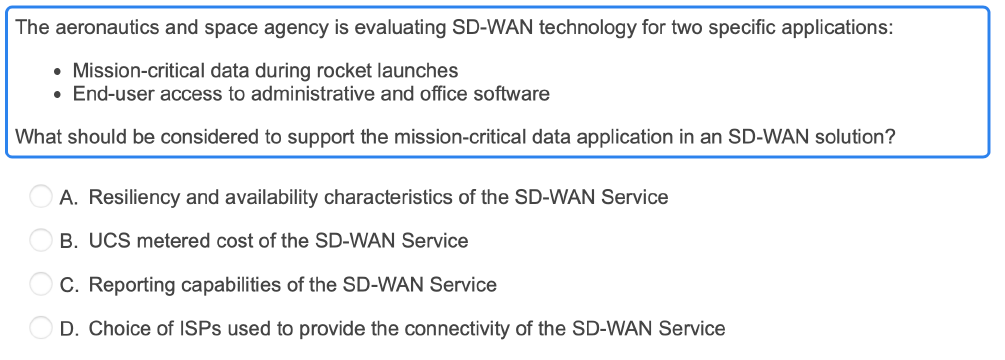 The aeronautics and space agency is evaluating SD-WAN technology for two specific applications:
• Mission-critical data during rocket launches
• End-user access to administrative and office software
What should be considered to support the mission-critical data application in an SD-WAN solution?
A. Resiliency and availability characteristics of the SD-WAN Service
B. UCS metered cost of the SD-WAN Service
C. Reporting capabilities of the SD-WAN Service
D. Choice of ISPs used to provide the connectivity of the SD-WAN Service